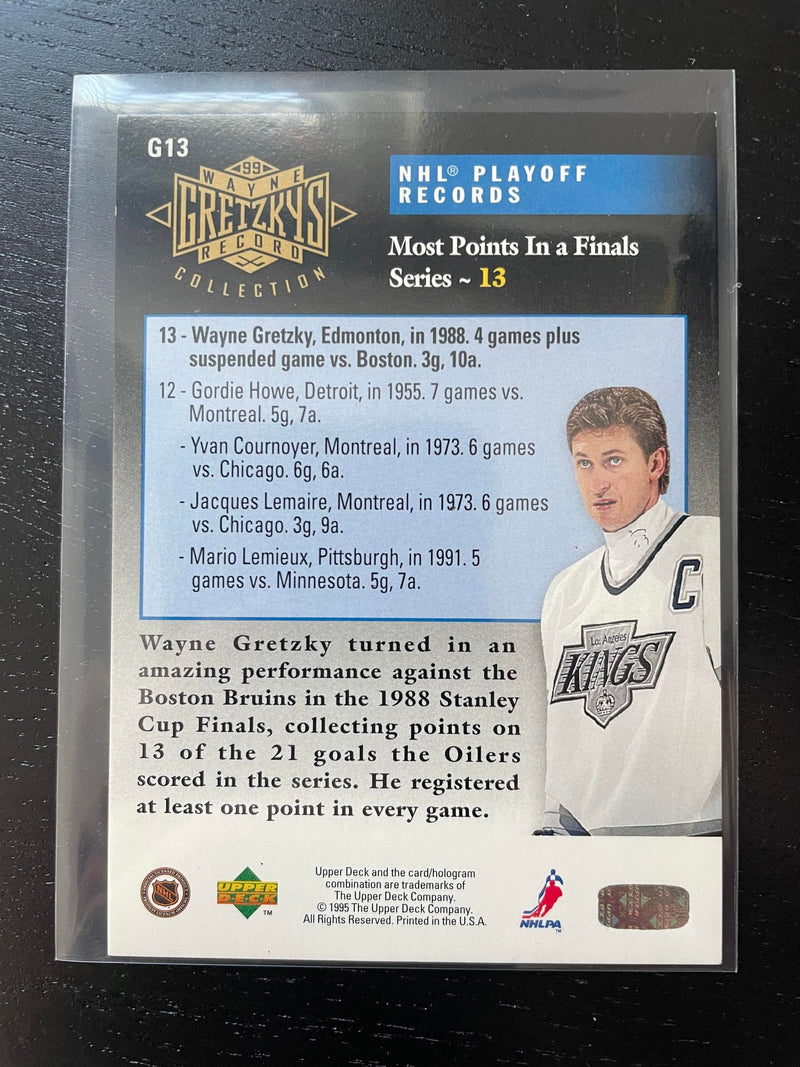 G13
99
WAYNE
GRETZKYS
RECORD
COLLECTION
NHL® PLAYOFF
RECORDS
Most Points In a Finals
Series ~ 13
13 - Wayne Gretzky, Edmonton, in 1988. 4 games plus
suspended game vs. Boston. 3g, 10a.
12 - Gordie Howe, Detroit, in 1955. 7 games vs.
Montreal. 5g, 7a.
- Yvan Cournoyer, Montreal, in 1973. 6 games
vs. Chicago. 6g, 6a.
- Jacques Lemaire, Montreal, in 1973. 6 games
vs. Chicago. 3g, 9a.
- Mario Lemieux, Pittsburgh, in 1991. 5
games vs. Minnesota. 5g, 7a.
C
Los Angeles
KINGS
Wayne Gretzky turned in an
amazing performance against the
Boston Bruins in the 1988 Stanley
Cup Finals, collecting points on
13 of the 21 goals the Oilers
scored in the series. He registered
at least one point in every game.
NHL
UPPER
DECK
TM
Upper Deck and the card/hologram
combination are trademarks of
The Upper Deck Company.
© 1995 The Upper Deck Company.
All Rights Reserved. Printed in the U.S.A.
NHLPA
TM